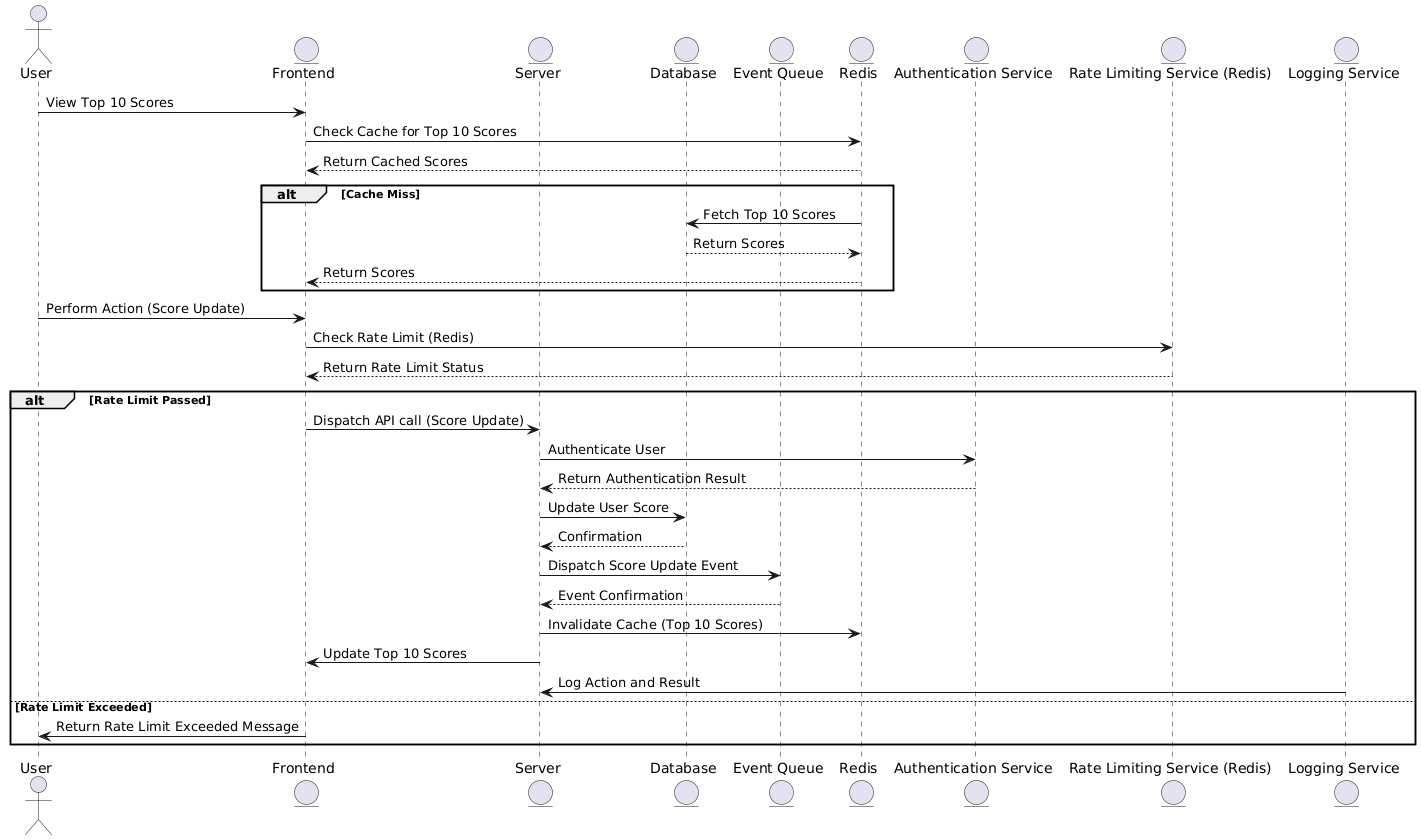 User
Frontend
Server
Database
Event Queue
Redis
Authentication Service
Rate Limiting Service (Redis)
Logging Service
View Top 10 Scores
Check Cache for Top 10 Scores
Return Cached Scores
alt
[Cache Miss]
Fetch Top 10 Scores
Return Scores
Return Scores
Perform Action (Score Update)
Check Rate Limit (Redis)
Return Rate Limit Status
alt
[Rate Limit Passed]
Dispatch API call (Score Update)
Authenticate User
Return Authentication Result
Update User Score
Confirmation
Dispatch Score Update Event
Event Confirmation
Invalidate Cache (Top 10 Scores)
Update Top 10 Scores
Log Action and Result
[Rate Limit Exceeded]
Return Rate Limit Exceeded Message
User
Frontend
Server
Database
Event Queue
Redis
Authentication Service
Rate Limiting Service (Redis)
Logging Service